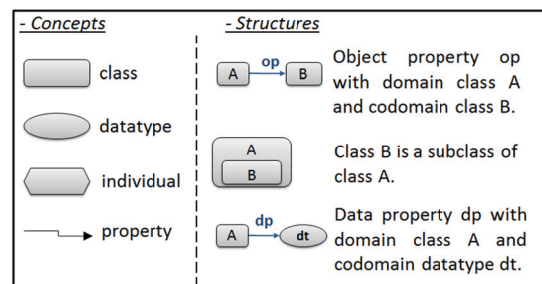 - Concepts
class
datatype
individual
property
- Structures
A op B
Object property op
with domain class A
and codomain class B.
A
B
Class B is a subclass of
class A.
A dp dt
Data property dp with
domain class A and
codomain datatype dt.